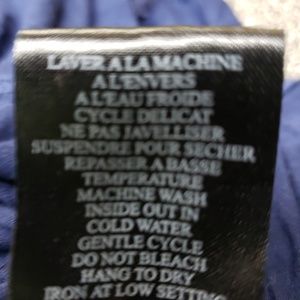 LAVER A LA MACHINE
A L'ENVERS
A L'EAU FROIDE
CYCLE DELICAT
NE PAS JAVELLISER
SUSPENDRE POUR SECHER
REPASSER A BASSE
TEMPERATURE
MACHINE WASH
INSIDE OUT IN
COLD WATER
GENTLE CYCLE
DO NOT BLEACH
HANG TO DRY
IRON AT LOW SETTING